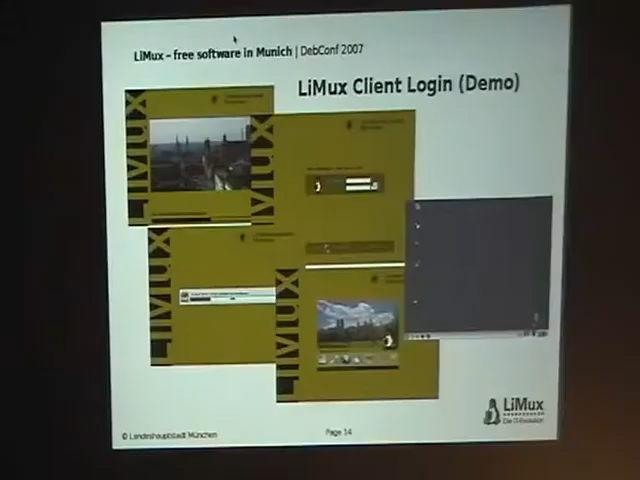 LiMux – free software in Munich | DebConf 2007
LiMux Client Login (Demo)
LiMux
LiMux
LiMux
LiMux
LiMux
Die IT-Evolution
© Landeshauptstadt München
Page 14